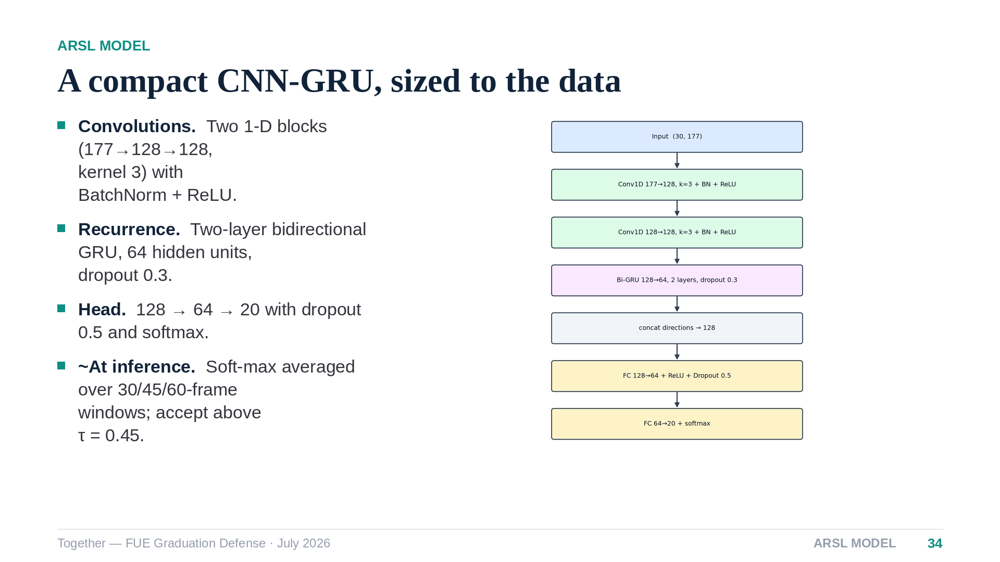 ARSL MODEL
A compact CNN-GRU, sized to the data
Convolutions. Two 1-D blocks
(177→128→128,
kernel 3) with
BatchNorm + ReLU.
Recurrence. Two-layer bidirectional
GRU, 64 hidden units,
dropout 0.3.
Head. 128 → 64 → 20 with dropout
0.5 and softmax.
~At inference. Soft-max averaged
over 30/45/60-frame
windows; accept above
τ = 0.45.
Input (30, 177)
Conv1D 177→128, k=3 + BN + ReLU
Conv1D 128→128, k=3 + BN + ReLU
Bi-GRU 128→64, 2 layers, dropout 0.3
concat directions → 128
FC 128→64 + ReLU + Dropout 0.5
FC 64→20 + softmax
Together — FUE Graduation Defense · July 2026
ARSL MODEL 34